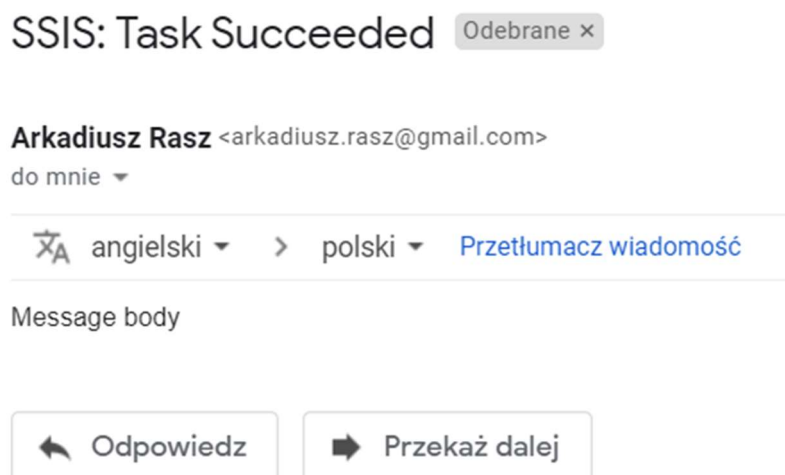 SSIS: Task Succeeded Odebrane ×
Arkadiusz Rasz <arkadiusz.rasz@gmail.com>
do mnie
angielski > polski Przetłumacz wiadomość
Message body
Odpowiedz Przekaż dalej